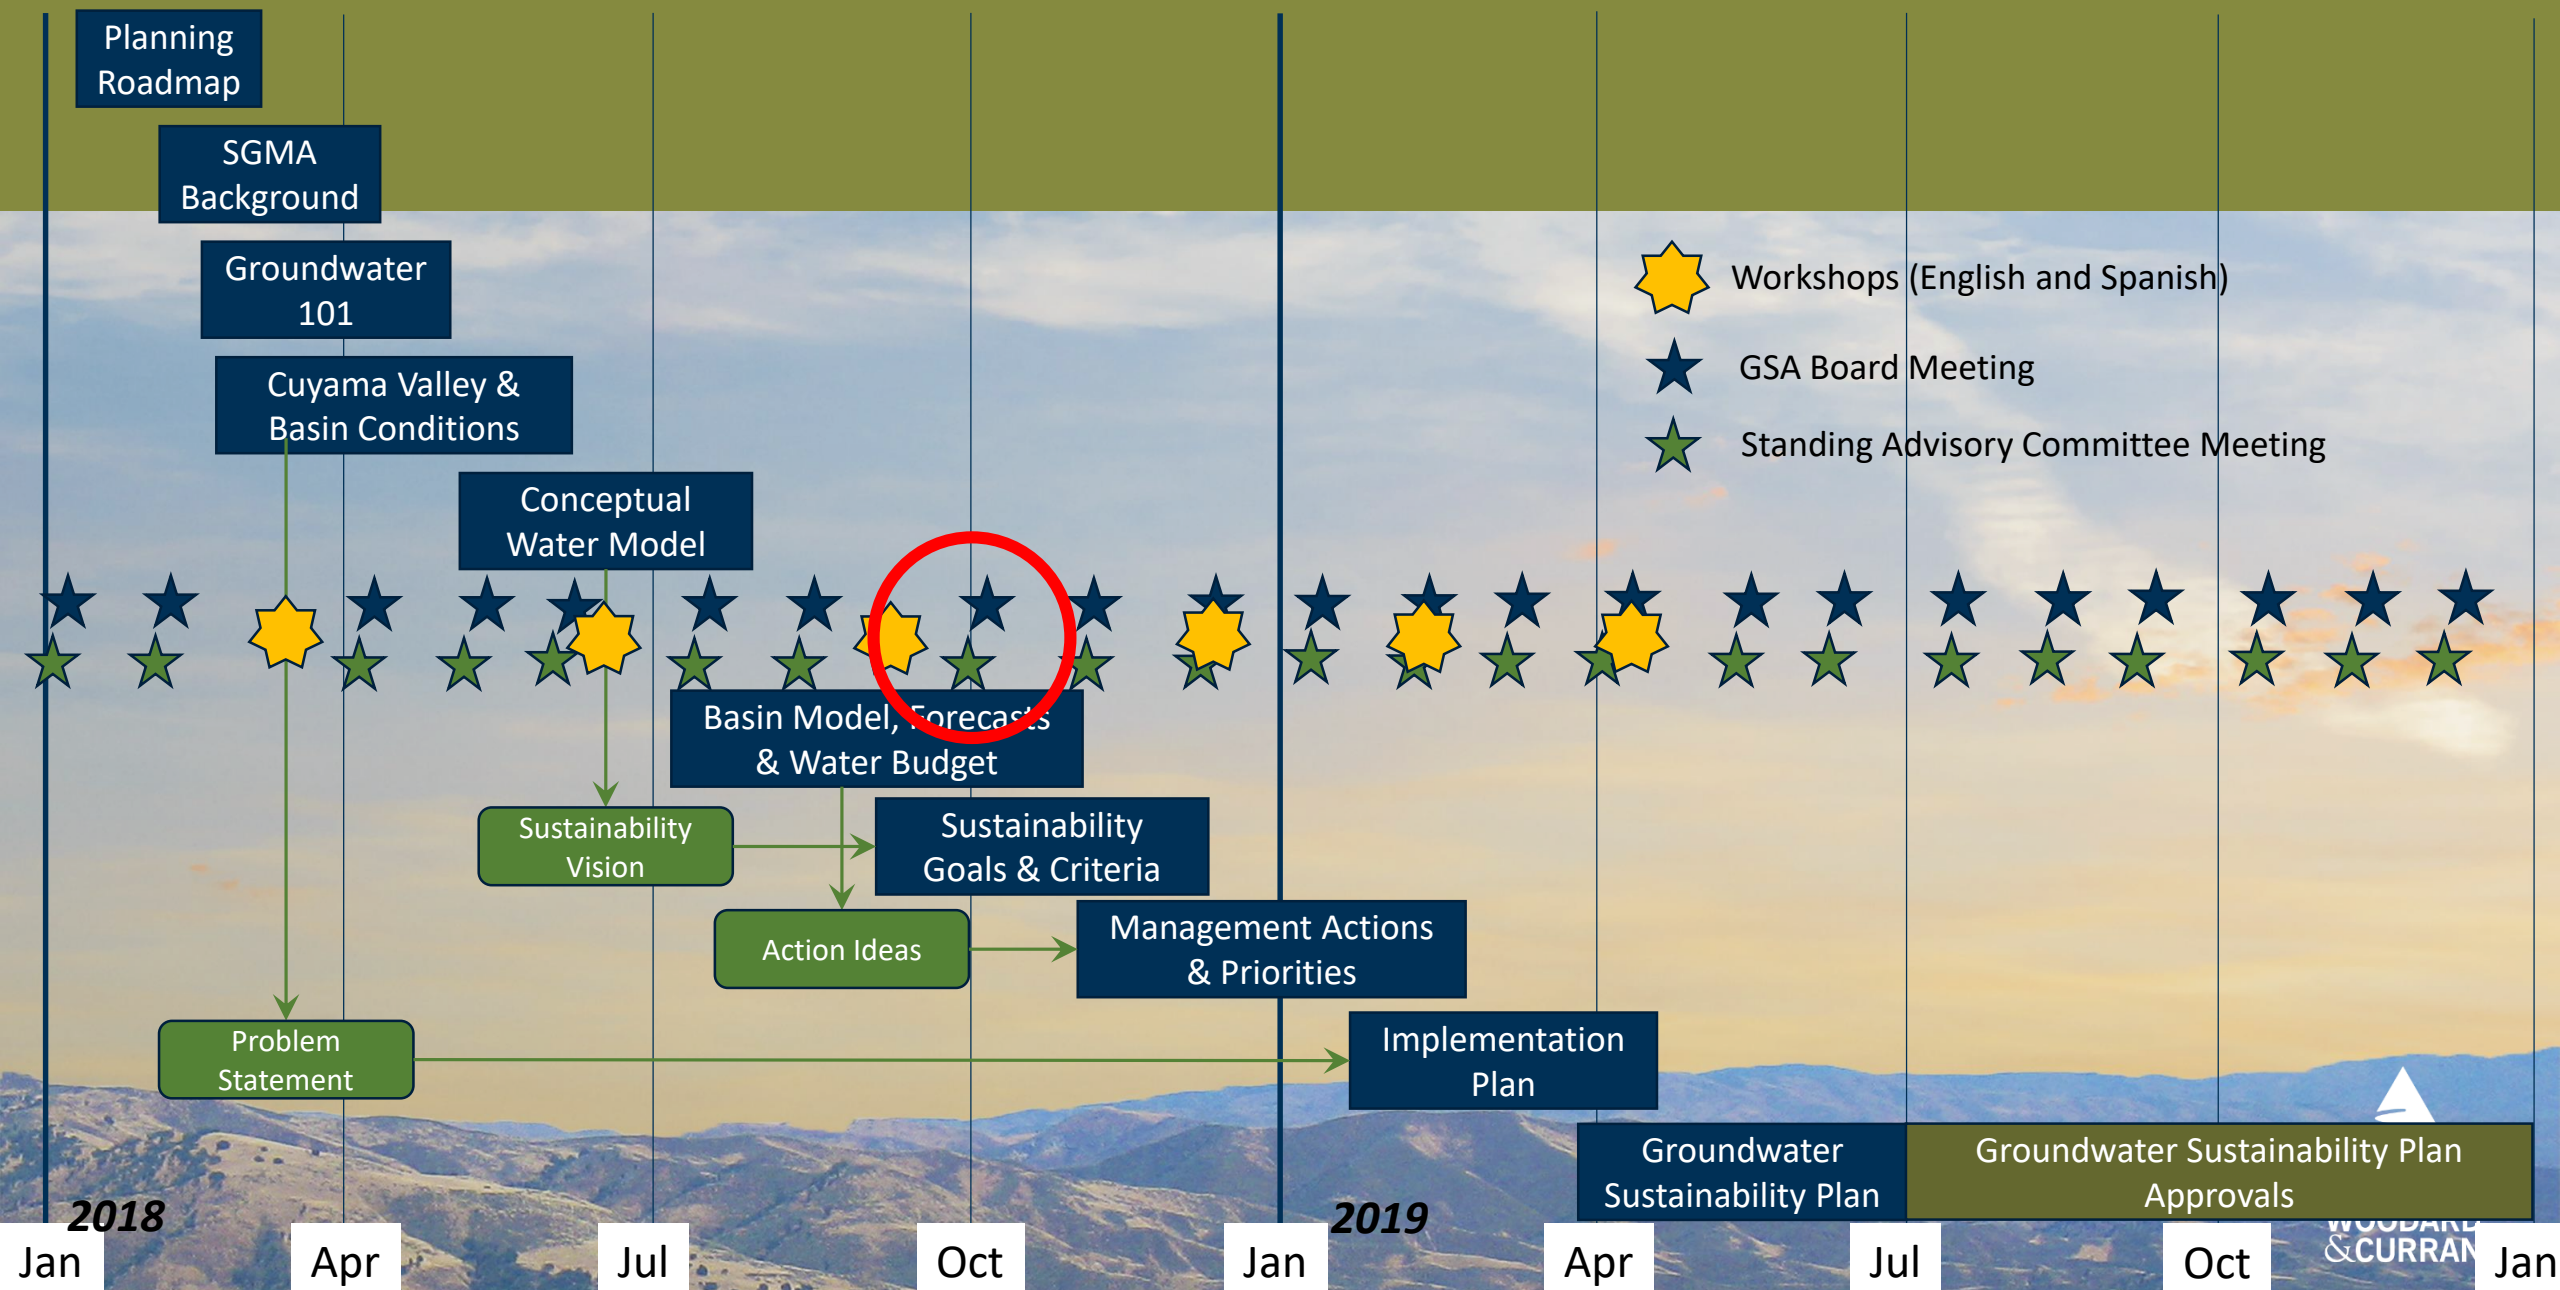 Planning
Roadmap
SGMA
Background
Groundwater
101
Cuyama Valley &
Basin Conditions
Workshops (English and Spanish)
GSA Board Meeting
Standing Advisory Committee Meeting
Conceptual
Water Model
Basin Model, Forecasts
& Water Budget
Sustainability
Vision
Sustainability
Goals & Criteria
Action Ideas
Management Actions
& Priorities
Problem
Statement
Implementation
Plan
Groundwater
Sustainability Plan
Groundwater Sustainability Plan
Approvals
2018
2019
WOODARD
&CURRAN
Jan
Apr
Jul
Oct
Jan
Apr
Jul
Oct
Jan